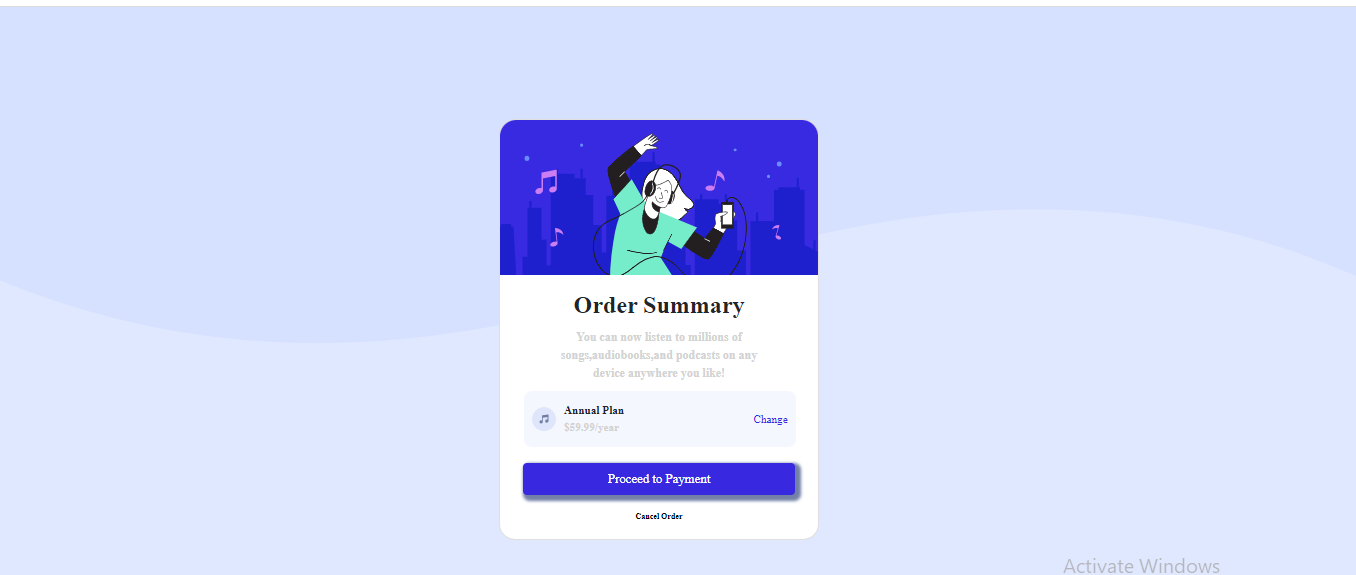 Order Summary
You can now listen to millions of
songs,audiobooks,and podcasts on any
device anywhere you like!
Annual Plan
$59.99/year
Change
Proceed to Payment
Cancel Order
Activate Windows